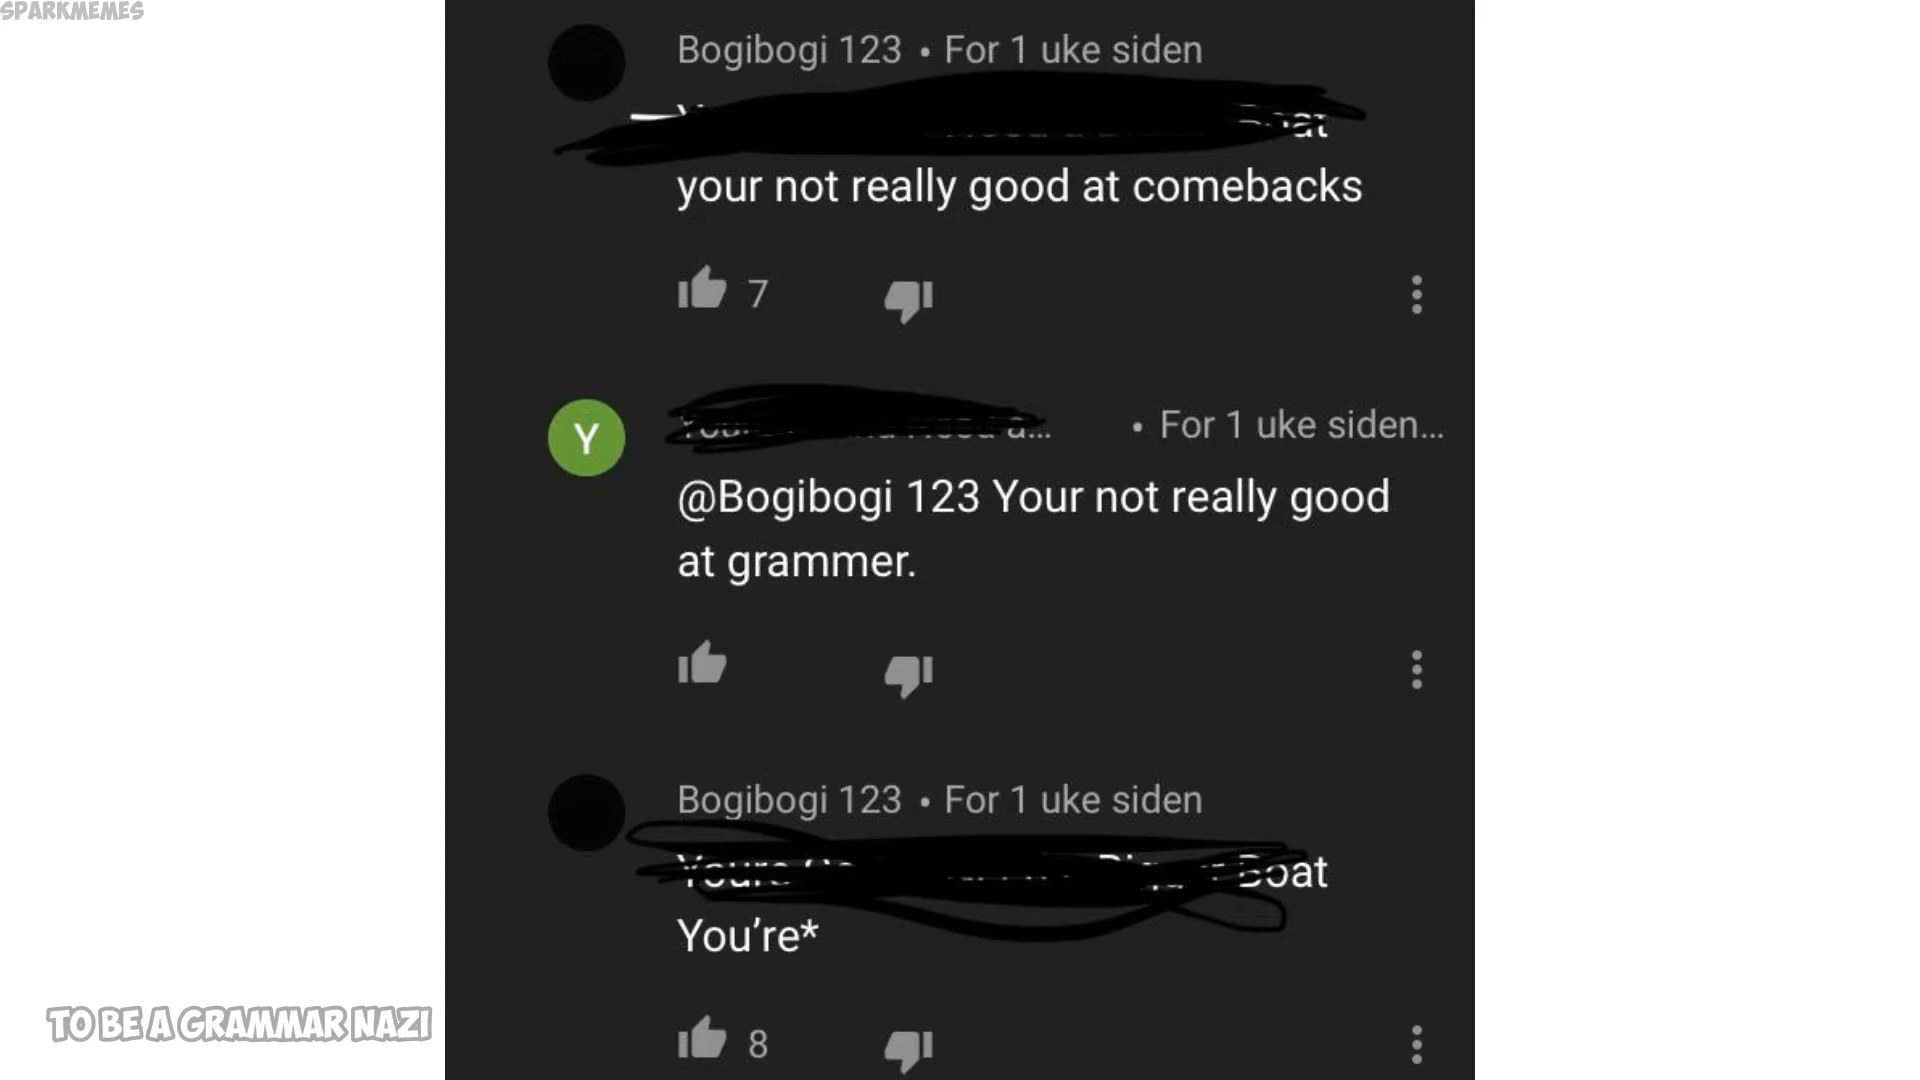 SPARKMEMES
Bogibogi 123 • For 1 uke siden
your not really good at comebacks
7
Y
• For 1 uke siden...
@Bogibogi 123 Your not really good
at grammer.
Bogibogi 123 • For 1 uke siden
Boat
You're*
TO BE A GRAMMAR NAZI
8